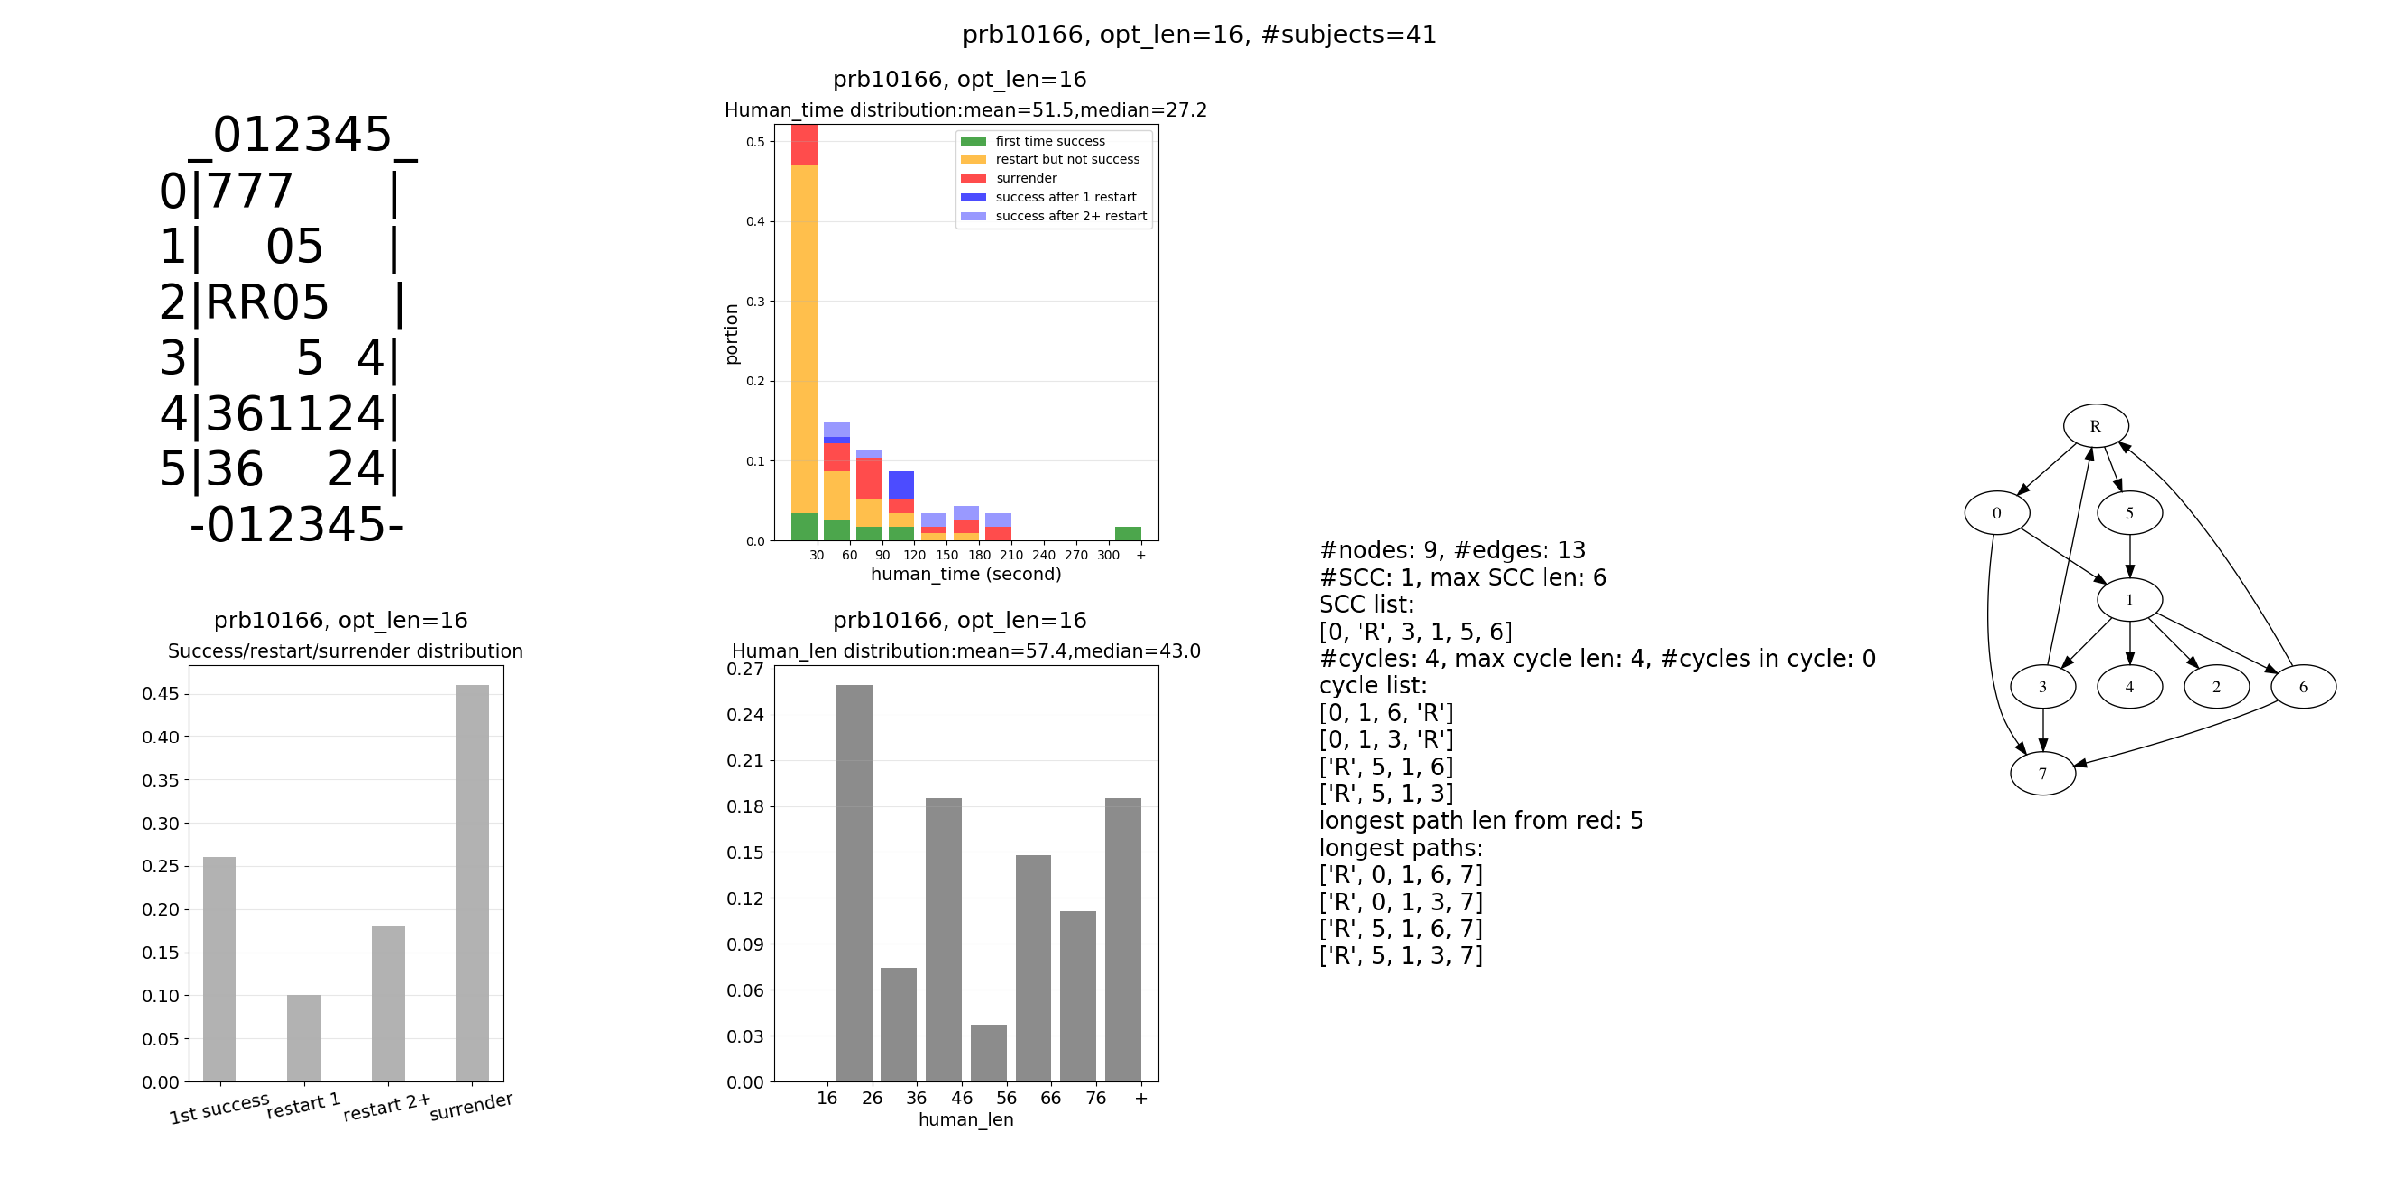 prb10166, opt_len=16, #subjects=41
_012345_
0|777   |
1|  05  |
2|RR05  |
3|   5 4|
4|361124|
5|36  24|
-012345-
prb10166, opt_len=16
Human_time distribution:mean=51.5,median=27.2
first time success
restart but not success
surrender
success after 1 restart
success after 2+ restart
0.5
0.4
0.3
0.2
0.1
0.0
portion
30 60 90 120 150 180 210 240 270 300 +
human_time (second)
prb10166, opt_len=16
Success/restart/surrender distribution
0.45
0.40
0.35
0.30
0.25
0.20
0.15
0.10
0.05
0.00
1st success restart 1 restart 2+ surrender
prb10166, opt_len=16
Human_len distribution:mean=57.4,median=43.0
0.27
0.24
0.21
0.18
0.15
0.12
0.09
0.06
0.03
0.00
16 26 36 46 56 66 76 +
human_len
#nodes: 9, #edges: 13
#SCC: 1, max SCC len: 6
SCC list:
[0, 'R', 3, 1, 5, 6]
#cycles: 4, max cycle len: 4, #cycles in cycle: 0
cycle list:
[0, 1, 6, 'R']
[0, 1, 3, 'R']
['R', 5, 1, 6]
['R', 5, 1, 3]
longest path len from red: 5
longest paths:
['R', 0, 1, 6, 7]
['R', 0, 1, 3, 7]
['R', 5, 1, 6, 7]
['R', 5, 1, 3, 7]
R
0 5
1
3 4 2 6
7